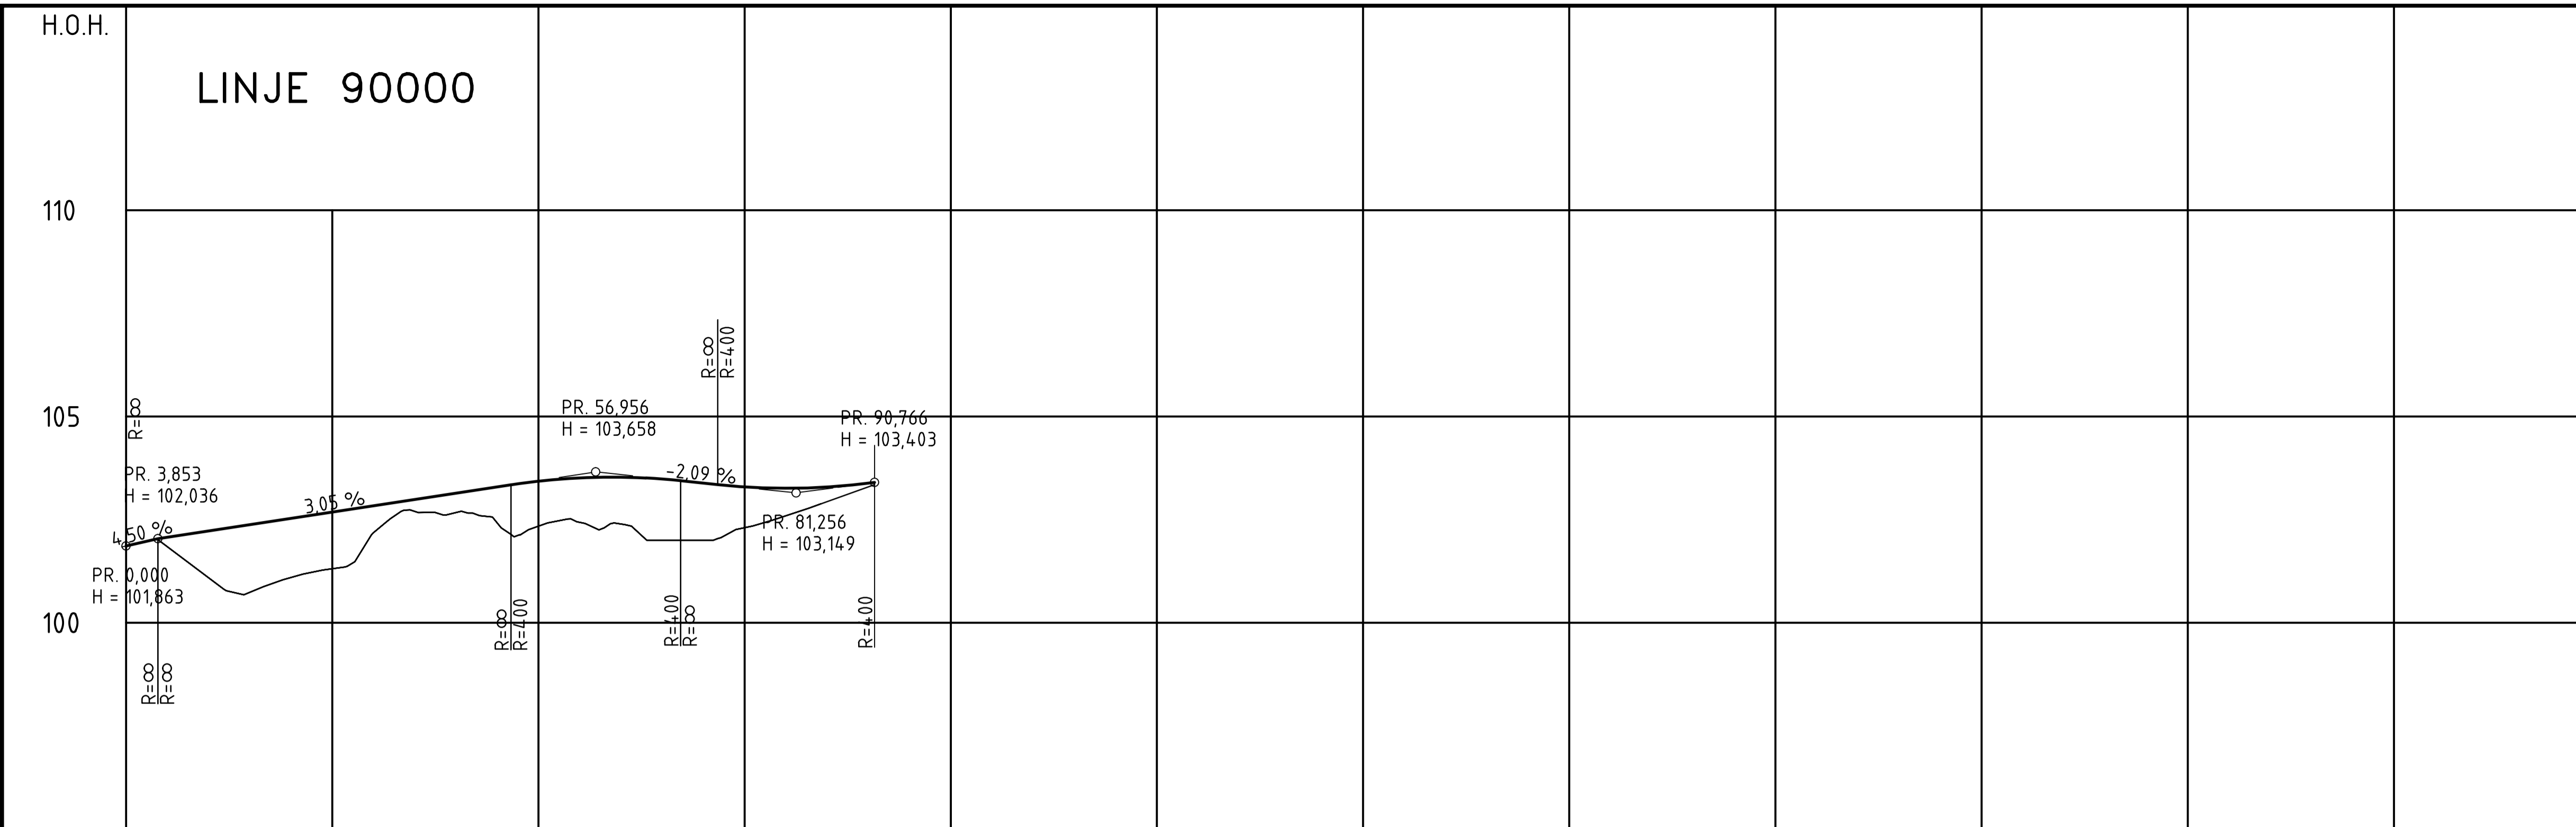 H.O.H.
LINJE 90000
110
R=∞
R=400
105
R=∞
PR. 56,956
H = 103,658
PR. 90,766
H = 103,403
PR. 3,853
H = 102,036
3,05 %
-2,09 %
4,50 %
PR. 81,256
H = 103,149
PR. 0,000
H = 101,863
100
R=∞
R=400
R=400
R=∞
R=400
R=∞
R=∞